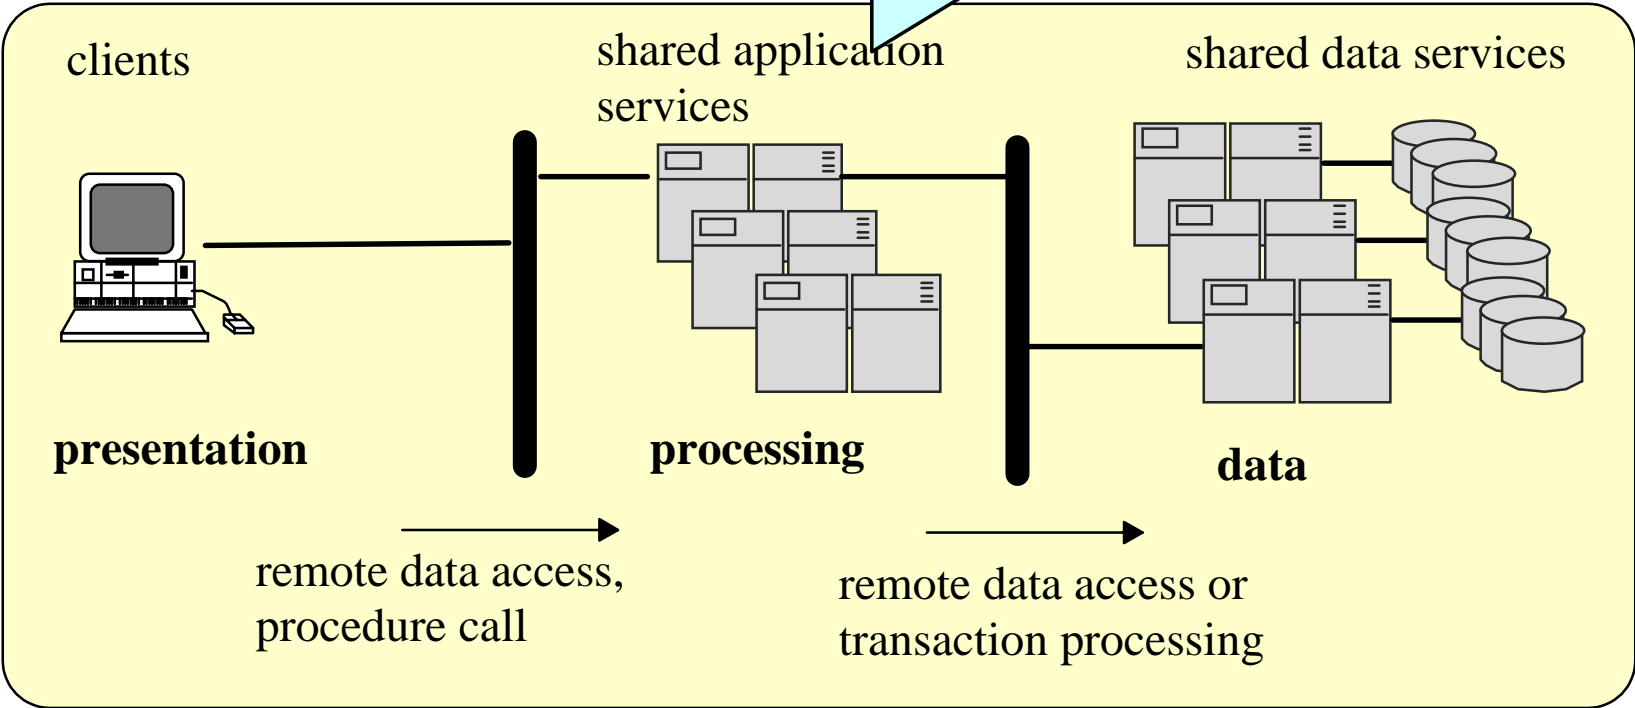 clients
shared application
services
shared data services
presentation
processing
data
remote data access,
procedure call
remote data access or
transaction processing